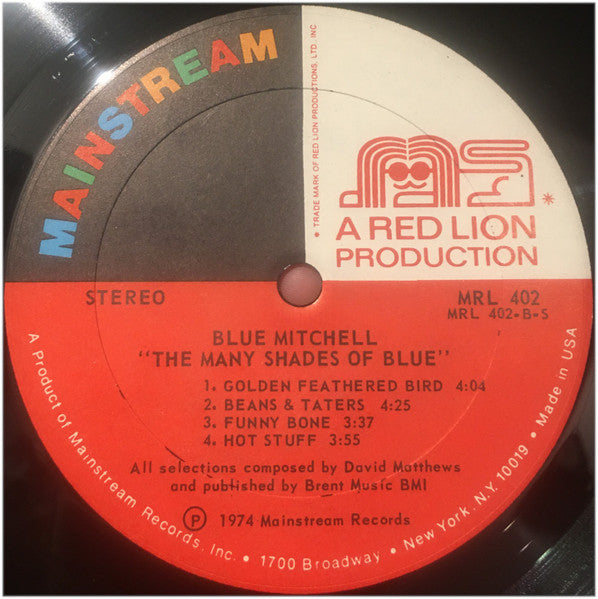 MAINSTREAM
* TRADE MARK OF RED LION PRODUCTIONS, LTD. INC
*
A RED LION
PRODUCTION
STEREO
MRL 402
MRL 402-B-S
BLUE MITCHELL
"THE MANY SHADES OF BLUE"
1. GOLDEN FEATHERED BIRD 4:04
2. BEANS & TATERS 4:25
3. FUNNY BONE 3:37
4. HOT STUFF 3:55
All selections composed by David Matthews
and published by Brent Music BMI
Ⓟ 1974 Mainstream Records
A Product of Mainstream Records, Inc. • 1700 Broadway • New York, N.Y. 10019 • Made in USA